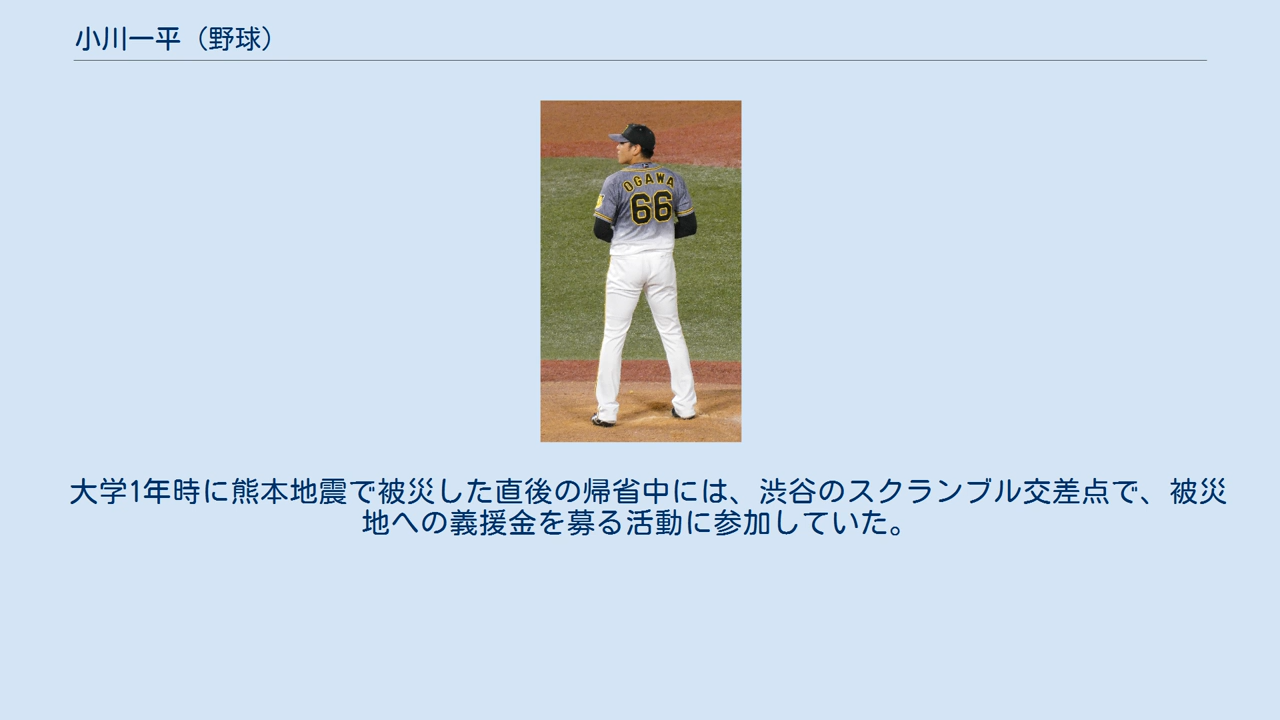 小川一平（野球）
OGAWA
66
大学1年時に熊本地震で被災した直後の帰省中には、渋谷のスクランブル交差点で、被災
地への義援金を募る活動に参加していた。